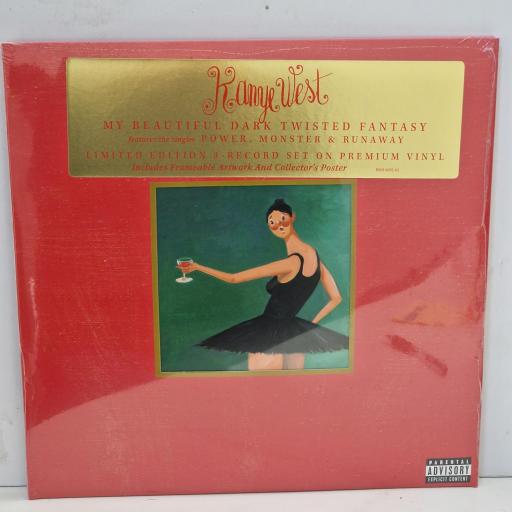 Kanye West
MY BEAUTIFUL DARK TWISTED FANTASY
features the singles POWER, MONSTER & RUNAWAY
LIMITED EDITION 3-RECORD SET ON PREMIUM VINYL
Includes Frameable Artwork And Collector's Poster
PARENTAL
ADVISORY
EXPLICIT CONTENT